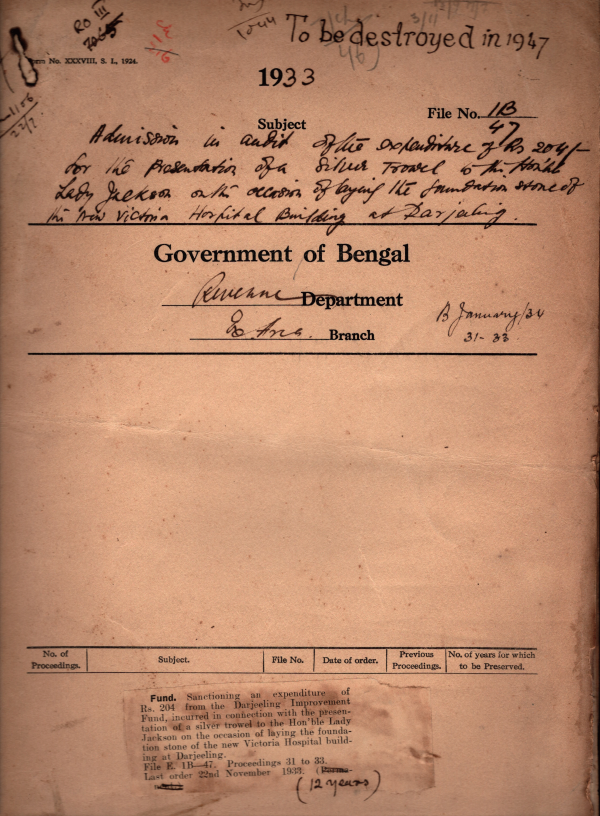 RO III
1044
3/11
To be destroyed in 1947
Form No. XXXVIII, S. I., 1924.
1933
File No. 1B/47
Subject
Admission in audit of the expenditure of Rs 204/-
for the presentation of a Silver Trowel to the Hon'ble
Lady Jackson on the occasion of laying the foundation stone of
the new Victoria Hospital Building at Darjeeling.
Government of Bengal
Revenue Department
Branch
B January/34
31-33
No. of Proceedings. | Subject. | File No. | Date of order. | Previous Proceedings. | No. of years for which to be Preserved.
Fund. Sanctioning an expenditure of
Rs. 204 from the Darjeeling Improvement
Fund, incurred in connection with the presen-
tation of a silver trowel to the Hon'ble Lady
Jackson on the occasion of laying the founda-
tion stone of the new Victoria Hospital build-
ing at Darjeeling.
File E. 1B—47. Proceedings 31 to 33.
Last order 22nd November 1933.
(12 years)